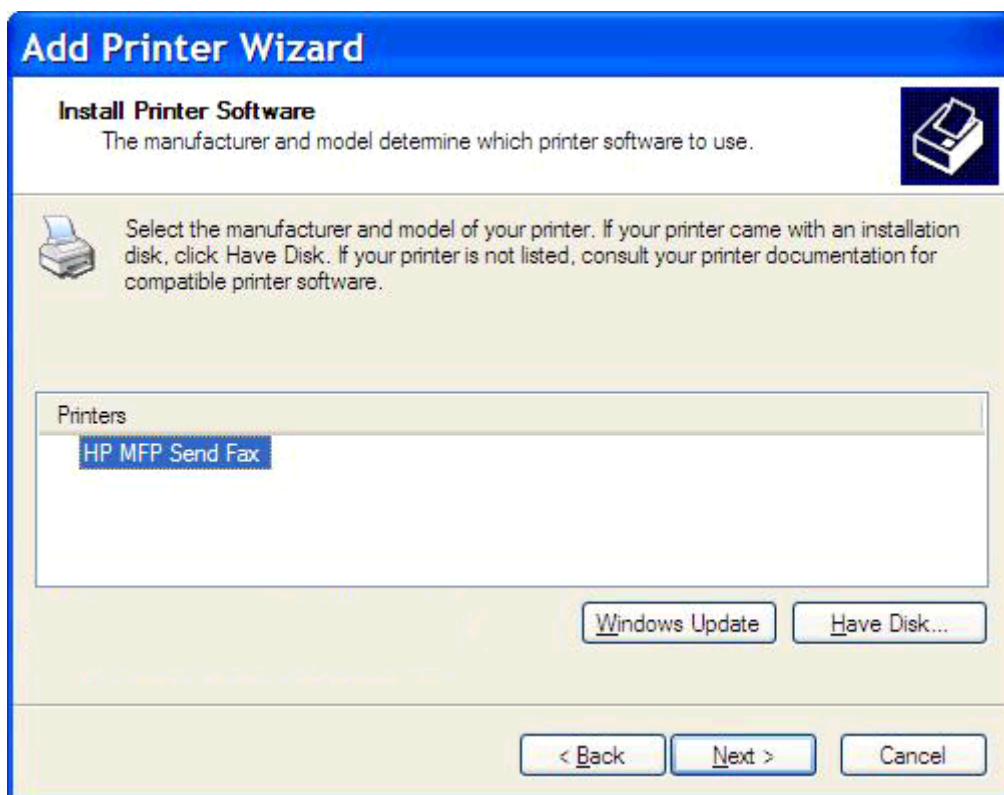 Add Printer Wizard
Install Printer Software
The manufacturer and model determine which printer software to use.
Select the manufacturer and model of your printer. If your printer came with an installation
disk, click Have Disk. If your printer is not listed, consult your printer documentation for
compatible printer software.
Printers
HP MFP Send Fax
Windows Update
Have Disk...
< Back
Next >
Cancel